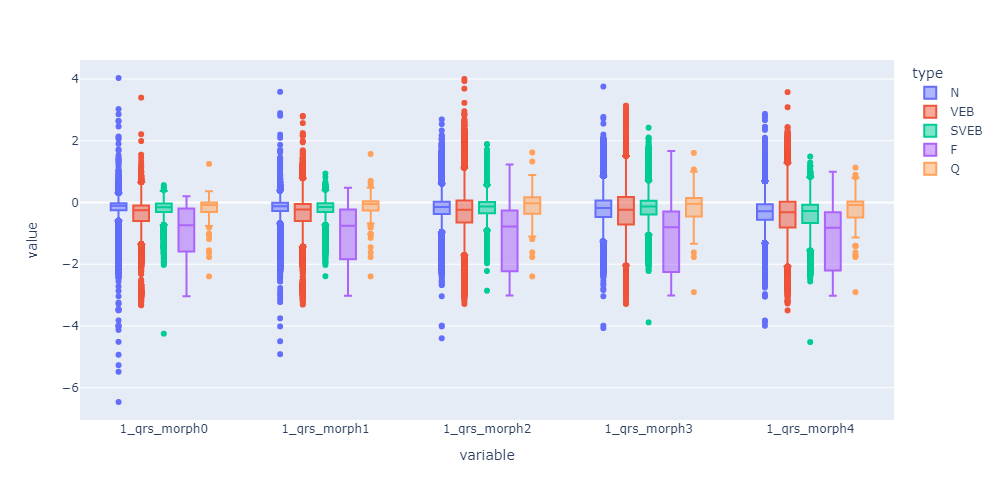 type
N
VEB
SVEB
F
Q
value
4
2
0
−2
−4
−6
1_qrs_morph0
1_qrs_morph1
1_qrs_morph2
1_qrs_morph3
1_qrs_morph4
variable